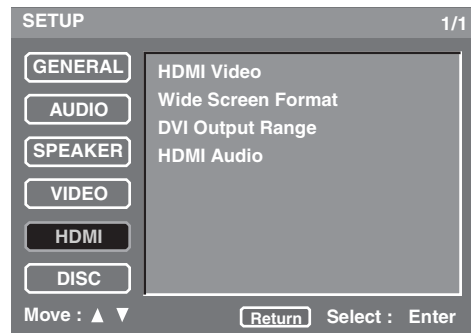 SETUP 1/1
GENERAL
AUDIO
SPEAKER
VIDEO
HDMI
DISC
HDMI Video
Wide Screen Format
DVI Output Range
HDMI Audio
Move : ▲ ▼ Return Select : Enter